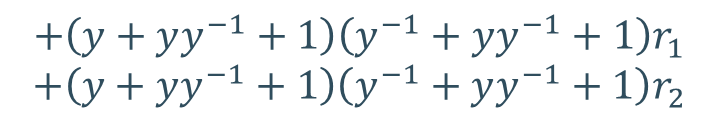 +(y + yy⁻¹ + 1)(y⁻¹ + yy⁻¹ + 1)r₁
+(y + yy⁻¹ + 1)(y⁻¹ + yy⁻¹ + 1)r₂